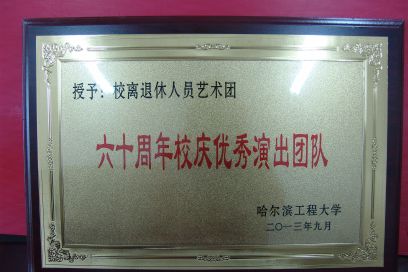 授予：校离退休人员艺术团
六十周年校庆优秀演出团队
哈尔滨工程大学
二〇一三年九月